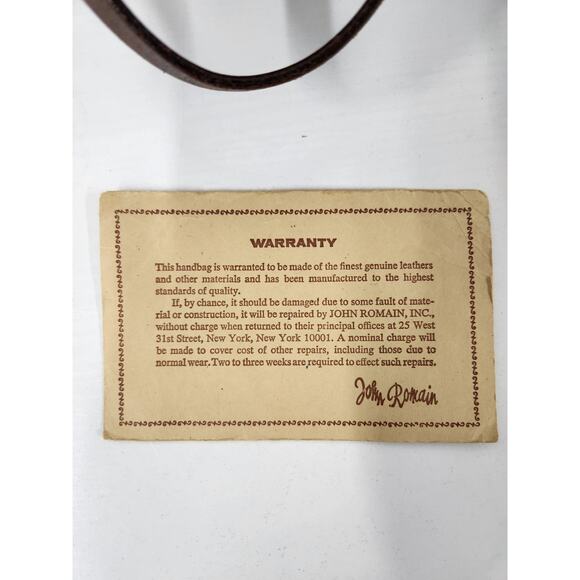 WARRANTY
This handbag is warranted to be made of the finest genuine leathers
and other materials and has been manufactured to the highest
standards of quality.
If, by chance, it should be damaged due to some fault of mate-
rial or construction, it will be repaired by JOHN ROMAIN, INC.,
without charge when returned to their principal offices at 25 West
31st Street, New York, New York 10001. A nominal charge will
be made to cover cost of other repairs, including those due to
normal wear. Two to three weeks are required to effect such repairs.
John Romain